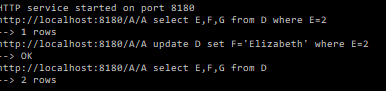 HTTP service started on port 8180
http://localhost:8180/A/A select E,F,G from D where E=2
--> 1 rows
http://localhost:8180/A/A update D set F='Elizabeth' where E=2
--> OK
http://localhost:8180/A/A select E,F,G from D
--> 2 rows